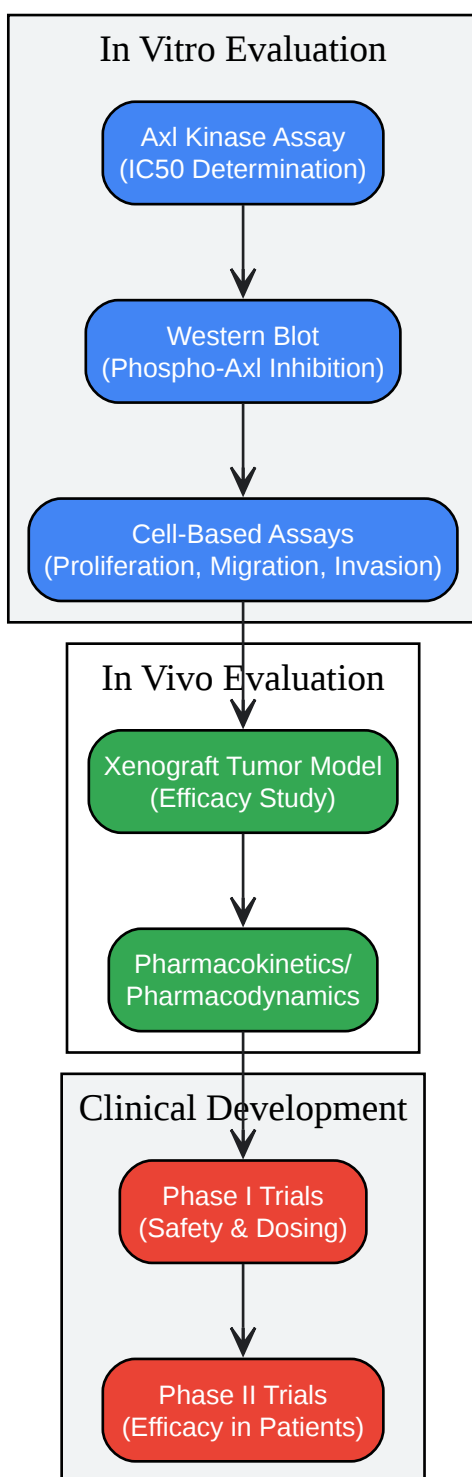 In Vitro Evaluation
Axl Kinase Assay
(IC50 Determination)
Western Blot
(Phospho-Axl Inhibition)
Cell-Based Assays
(Proliferation, Migration, Invasion)
In Vivo Evaluation
Xenograft Tumor Model
(Efficacy Study)
Pharmacokinetics/
Pharmacodynamics
Clinical Development
Phase I Trials
(Safety & Dosing)
Phase II Trials
(Efficacy in Patients)